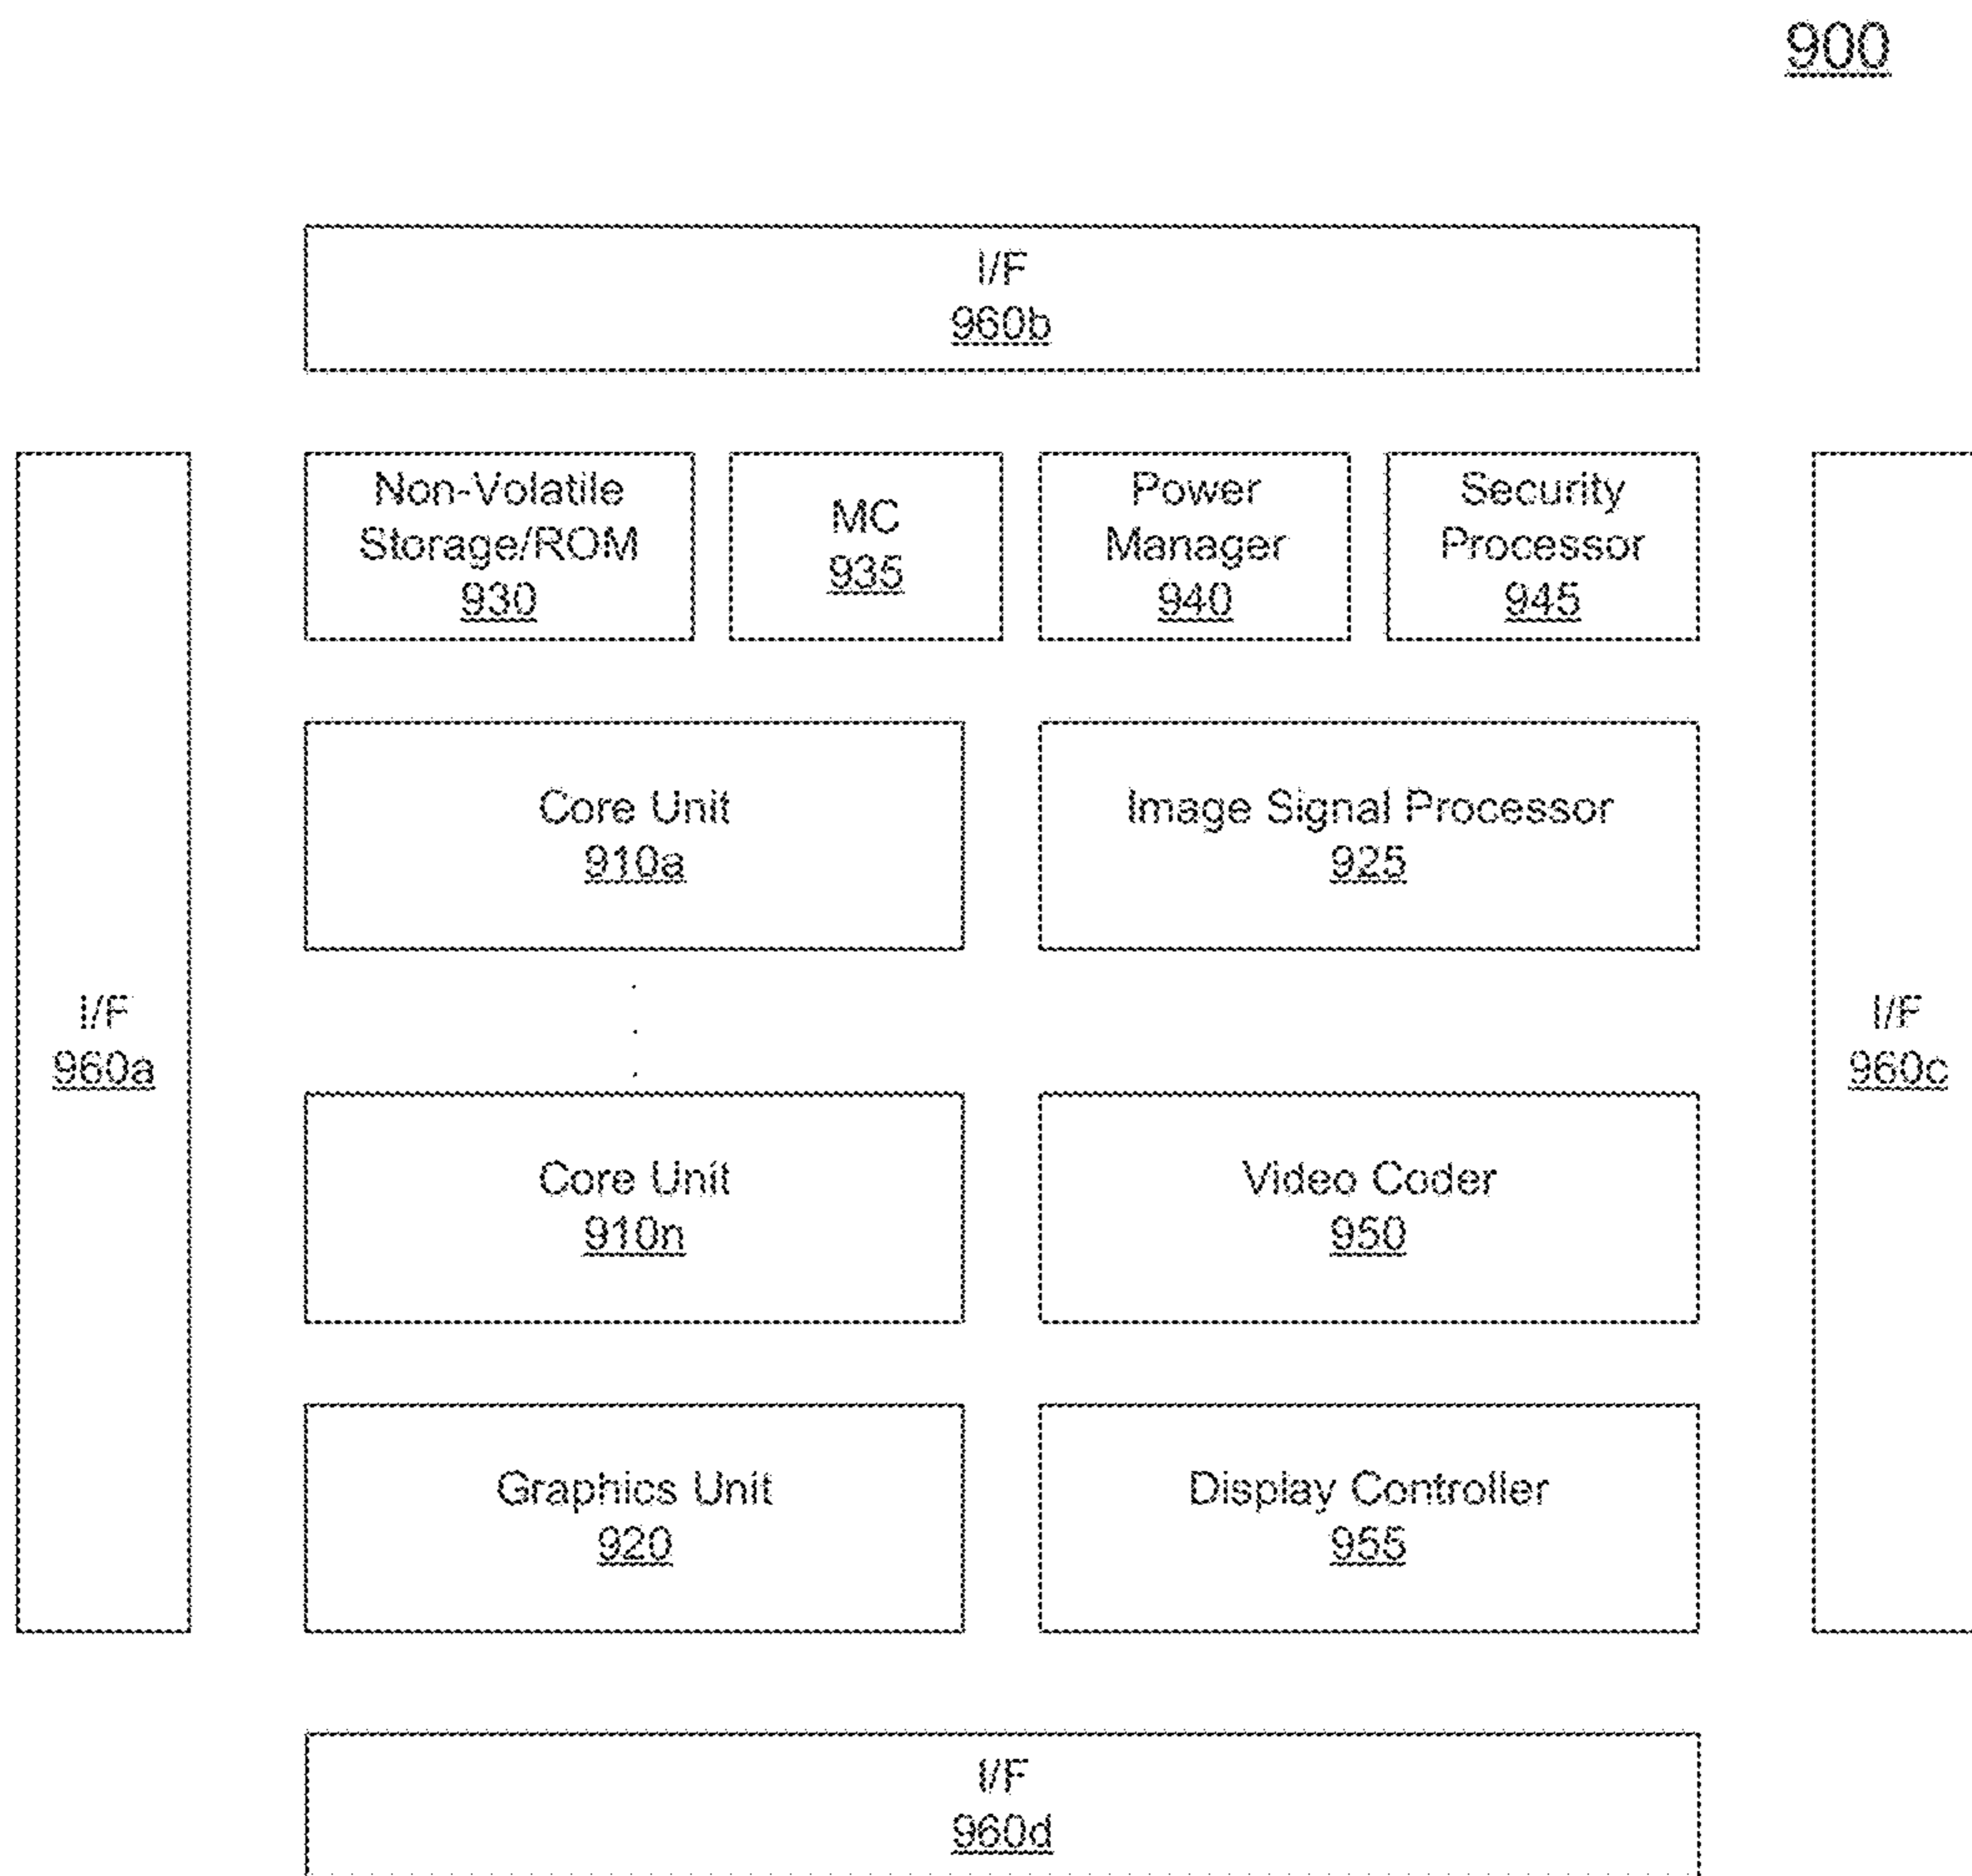 900
I/F
960b
Non-Volatile
Storage/ROM
930
MC
935
Power
Manager
940
Security
Processor
945
Core Unit
910a
Image Signal Processor
925
I/F
960a
I/F
960c
Core Unit
910n
Video Coder
950
Graphics Unit
920
Display Controller
955
I/F
960d